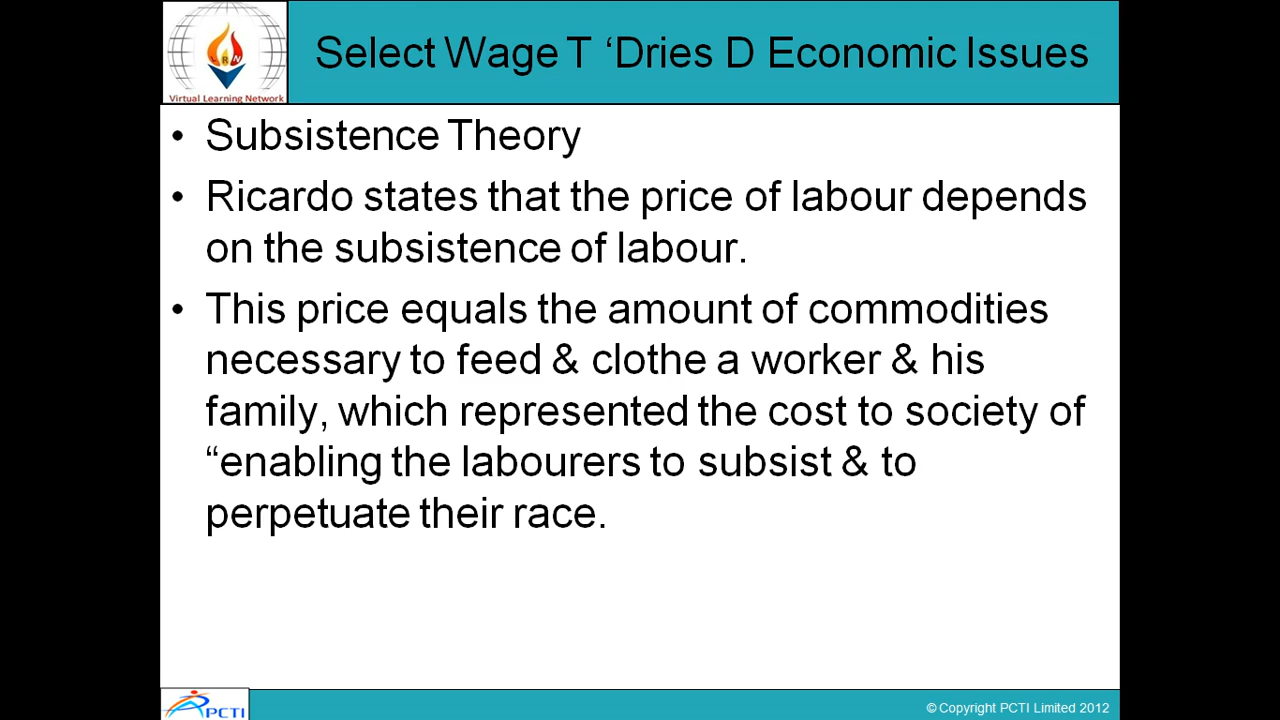 Select Wage T ‘Dries D Economic Issues
Virtual Learning Network
• Subsistence Theory
• Ricardo states that the price of labour depends
on the subsistence of labour.
• This price equals the amount of commodities
necessary to feed & clothe a worker & his
family, which represented the cost to society of
“enabling the labourers to subsist & to
perpetuate their race.
PCTI
© Copyright PCTI Limited 2012